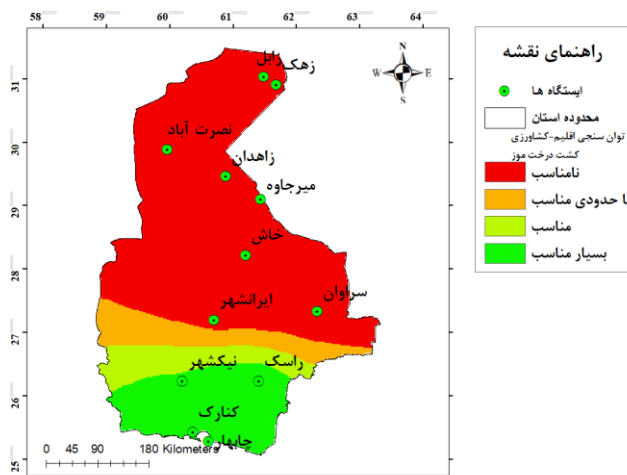 58 59 60 61 62 63 64
N
W E
S
زابل
زهک
نصرت آباد
زاهدان
میرجاوه
خاش
سراوان
ایرانشهر
نیکشهر
راسک
کنارک
چابهار
31
30
29
28
27
26
25
0 45 90 180 Kilometers
راهنمای نقشه
ایستگاه ها
محدوده استان
توان سنجی اقلیم-کشاورزی
کشت درخت موز
نامناسب
تا حدودی مناسب
مناسب
بسیار مناسب